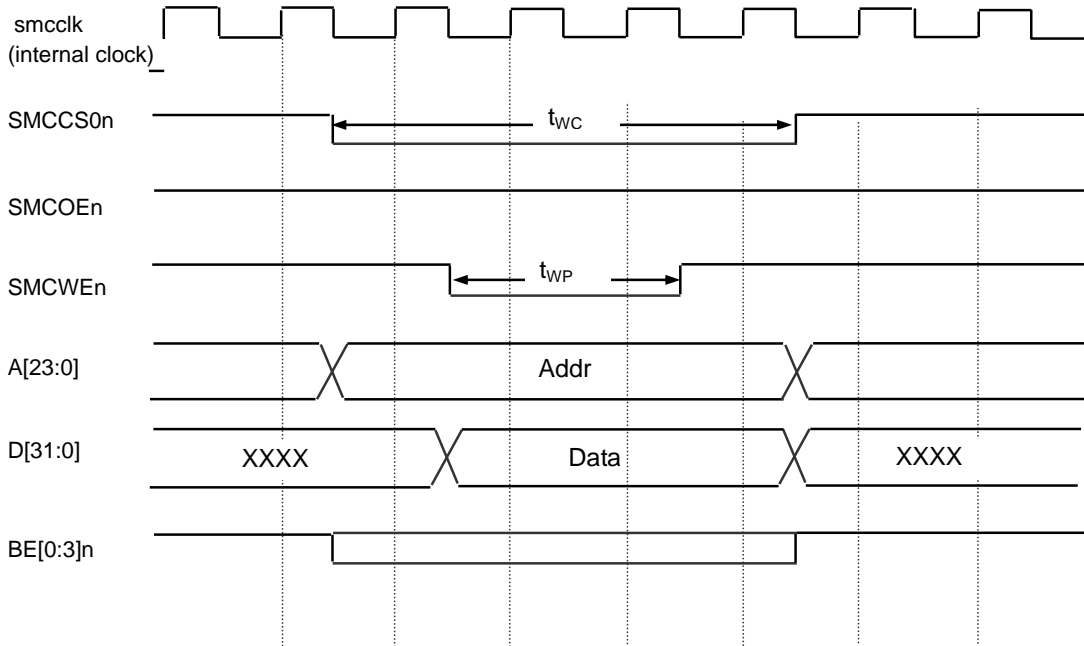 smcclk
(internal clock)
SMCCS0n
tWC
SMCOEn
SMCWEn
tWP
A[23:0]
Addr
D[31:0]
XXXX
Data
XXXX
BE[0:3]n